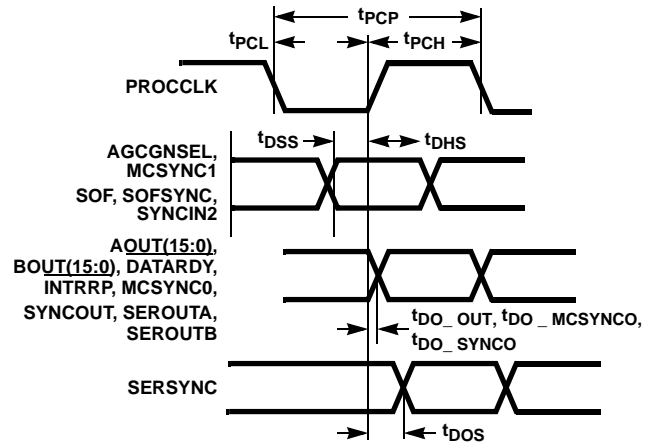 tPCP
tPCL
tPCH
PROCCLK
tDSS
tDHS
AGCGNSEL,
MCSYNC1
SOF, SOFSYNC,
SYNCIN2
AOUT(15:0),
BOUT(15:0), DATARDY,
INTRRP, MCSYNC0,
SYNCOUT, SEROUTA,
SEROUTB
tDO_ OUT, tDO _ MCSYNCO,
tDO_ SYNCO
SERSYNC
tDOS